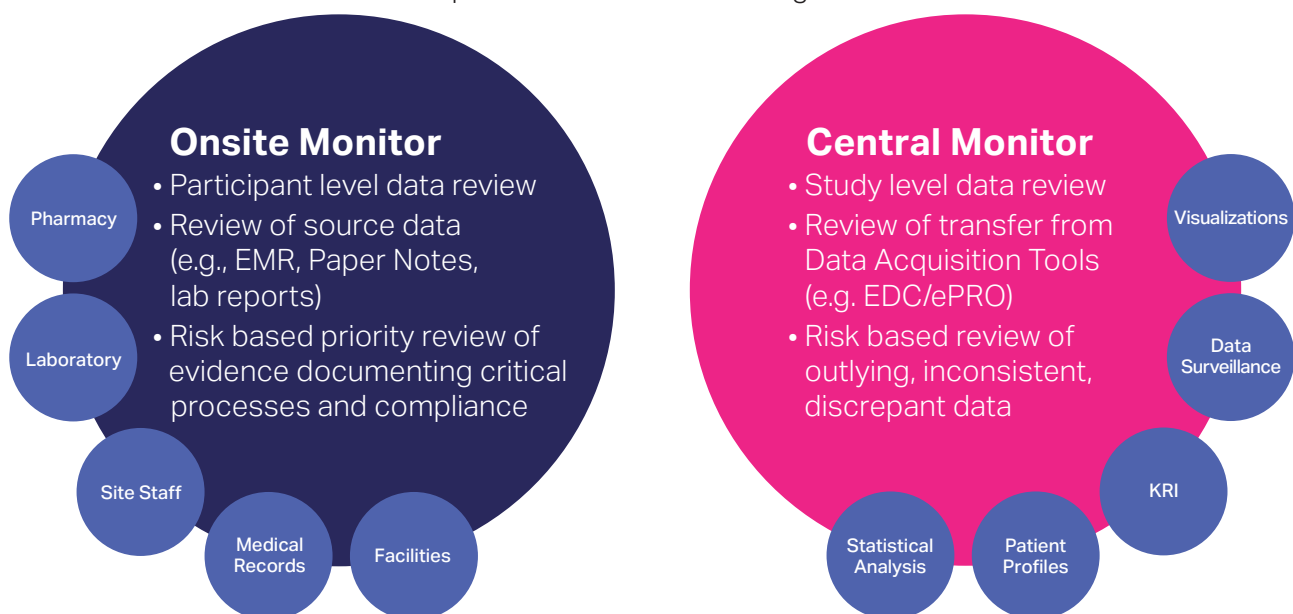 Onsite Monitor
• Participant level data review
• Review of source data
(e.g., EMR, Paper Notes,
lab reports)
• Risk based priority review of
evidence documenting critical
processes and compliance
Pharmacy
Laboratory
Site Staff
Medical
Records
Facilities
Central Monitor
• Study level data review
• Review of transfer from
Data Acquisition Tools
(e.g. EDC/ePRO)
• Risk based review of
outlying, inconsistent,
discrepant data
Visualizations
Data
Surveillance
KRI
Patient
Profiles
Statistical
Analysis